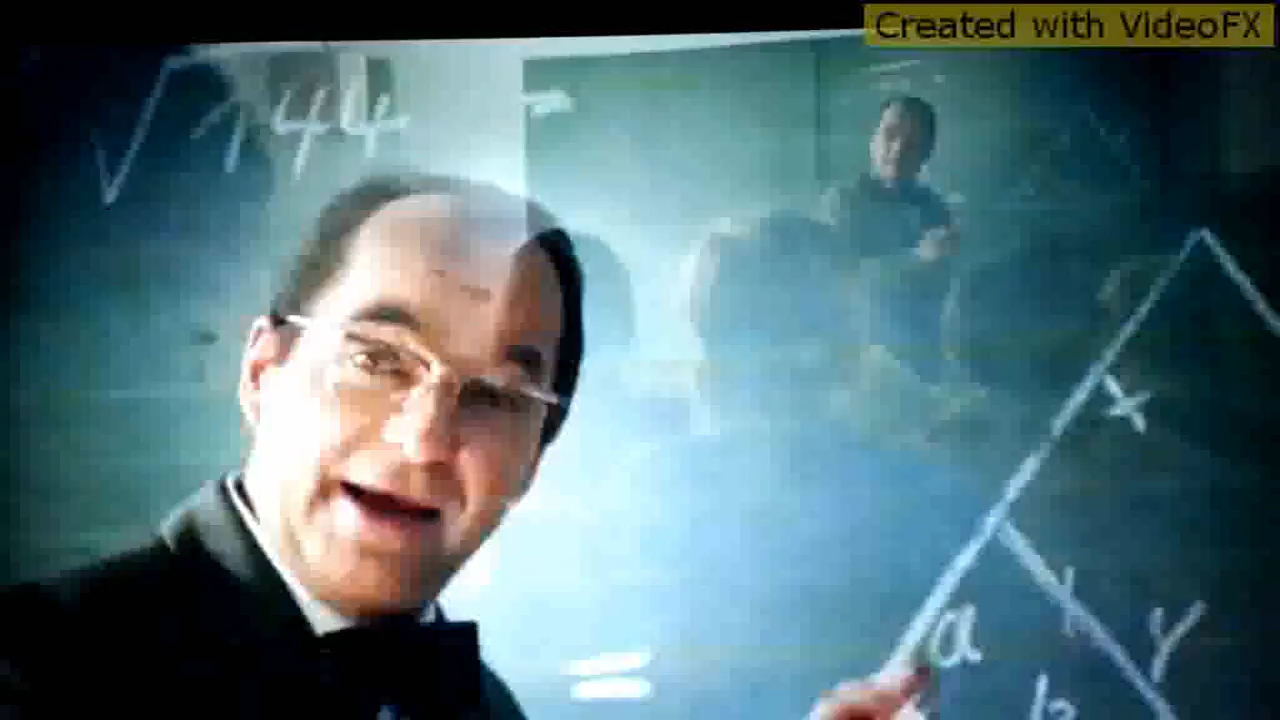 Created with VideoFX
√144 =
x
a
x
y
b